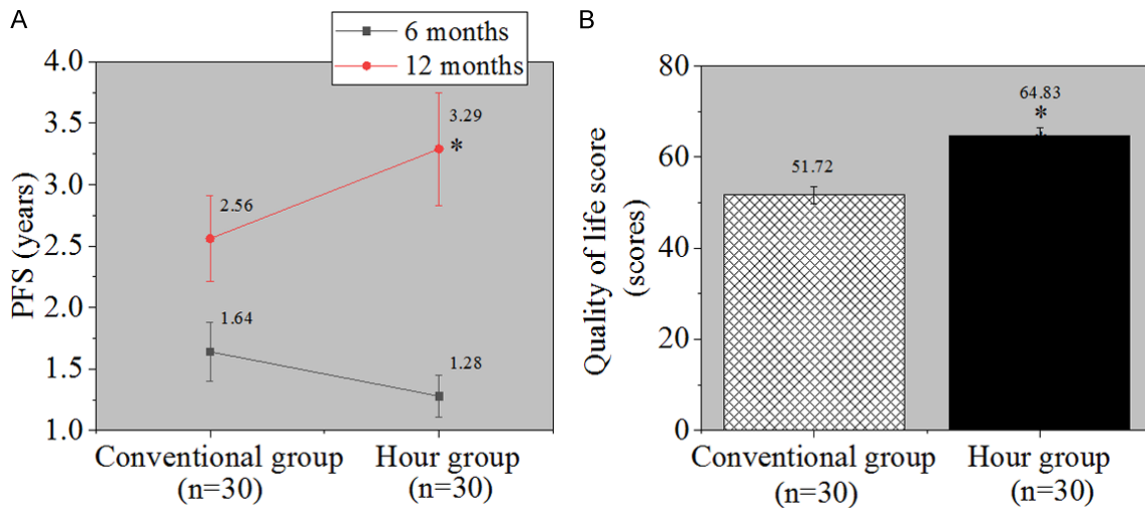 A
6 months
12 months
4.0
3.5
3.0
2.5
2.0
1.5
1.0
PFS (years)
2.56
3.29
*
1.64
1.28
Conventional group
(n=30)
Hour group
(n=30)
B
80
60
40
20
0
Quality of life score
(scores)
51.72
64.83
*
Conventional group
(n=30)
Hour group
(n=30)